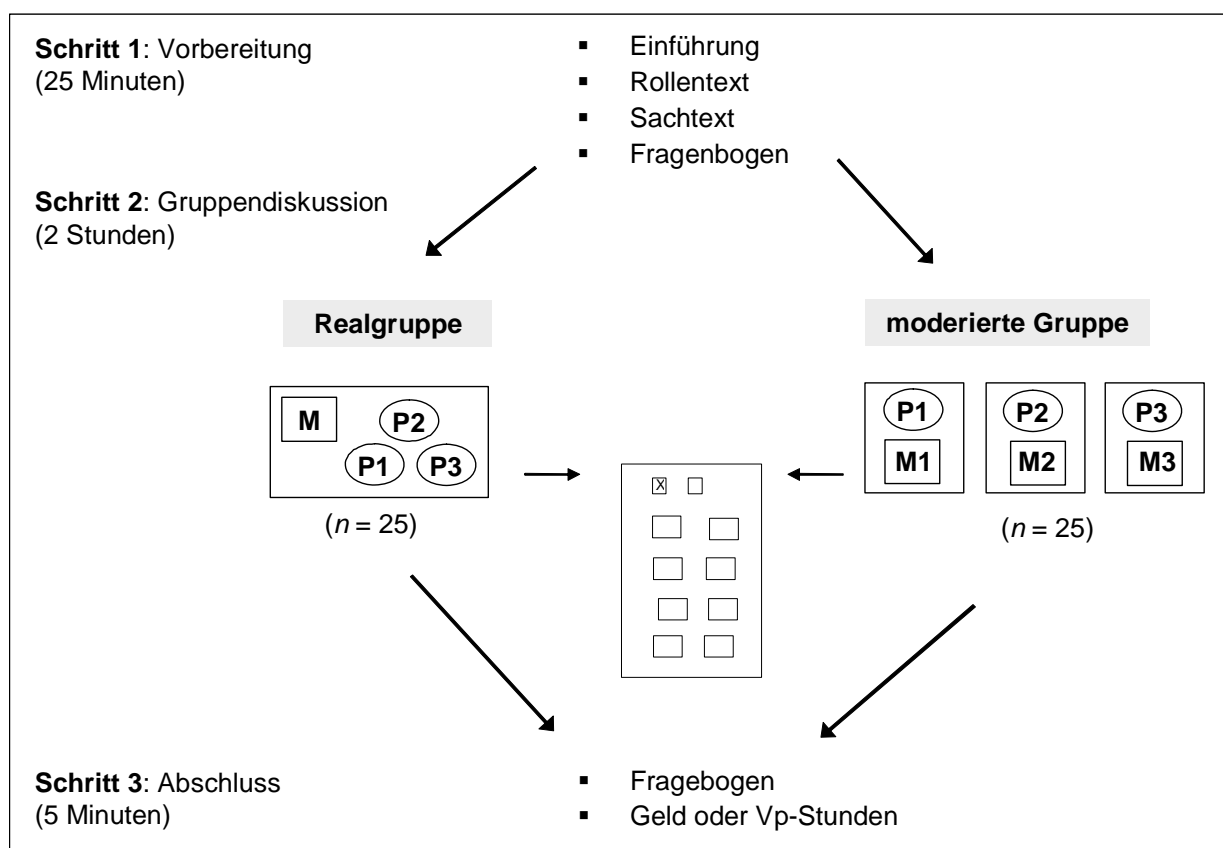 Schritt 1: Vorbereitung
(25 Minuten)
▪ Einführung
▪ Rollentext
▪ Sachtext
▪ Fragenbogen
Schritt 2: Gruppendiskussion
(2 Stunden)
Realgruppe
moderierte Gruppe
M P2
P1 P3
P1 P2 P3
M1 M2 M3
X
(n = 25)
(n = 25)
Schritt 3: Abschluss
(5 Minuten)
▪ Fragebogen
▪ Geld oder Vp-Stunden